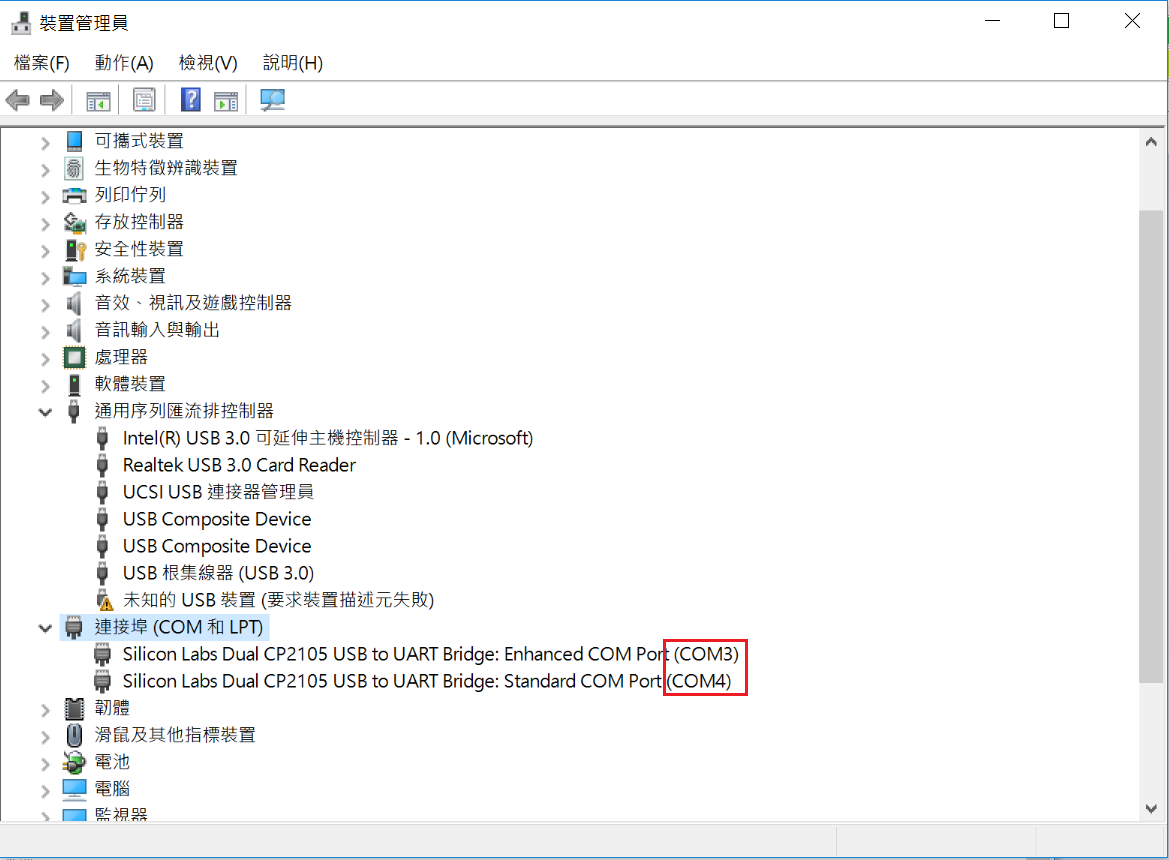 裝置管理員
檔案(F) 動作(A) 檢視(V) 說明(H)
可攜式裝置
生物特徵辨識裝置
列印佇列
存放控制器
安全性裝置
系統裝置
音效、視訊及遊戲控制器
音訊輸入與輸出
處理器
軟體裝置
通用序列匯流排控制器
Intel(R) USB 3.0 可延伸主機控制器 - 1.0 (Microsoft)
Realtek USB 3.0 Card Reader
UCSI USB 連接器管理員
USB Composite Device
USB Composite Device
USB 根集線器 (USB 3.0)
未知的 USB 裝置 (要求裝置描述元失敗)
連接埠 (COM 和 LPT)
Silicon Labs Dual CP2105 USB to UART Bridge: Enhanced COM Port (COM3)
Silicon Labs Dual CP2105 USB to UART Bridge: Standard COM Port (COM4)
韌體
滑鼠及其他指標裝置
電池
電腦
監視器